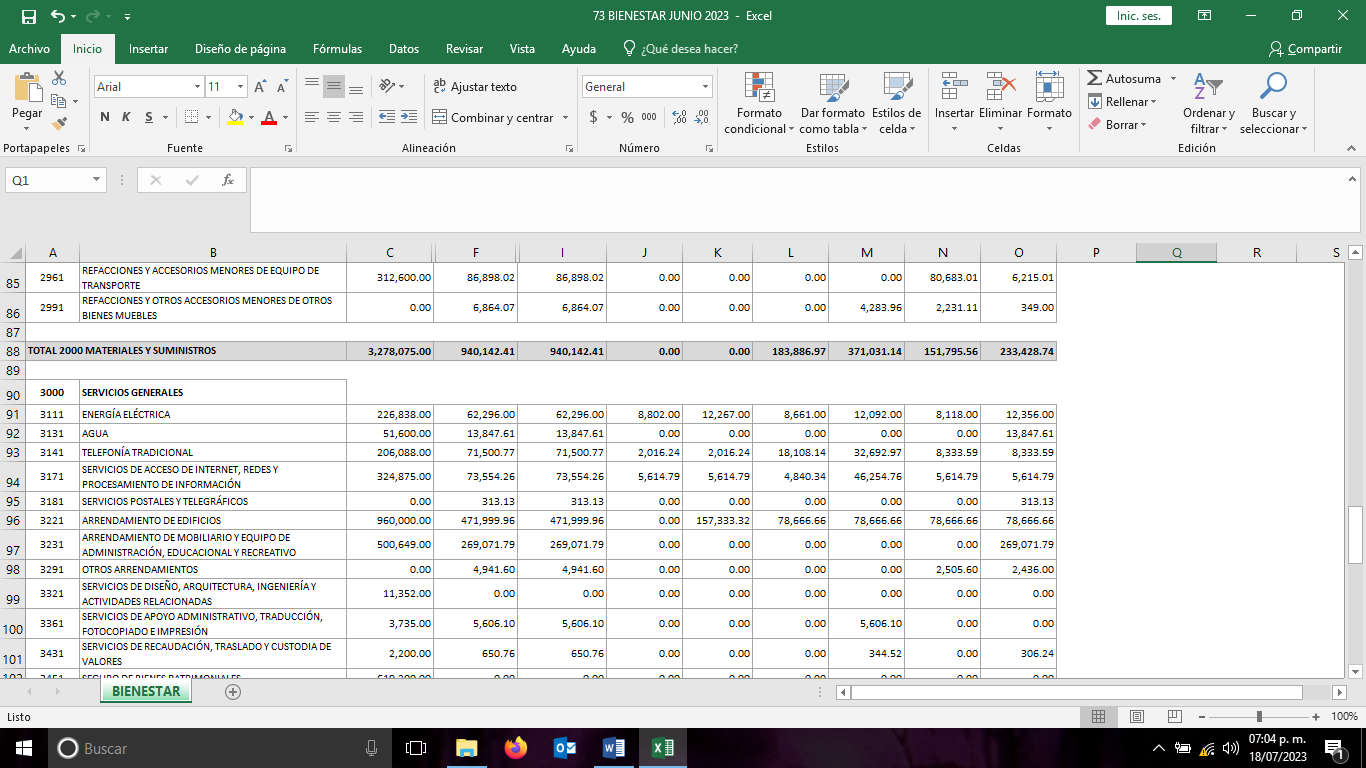 73 BIENESTAR JUNIO 2023 - Excel
Inic. ses.
Archivo Inicio Insertar Diseño de página Fórmulas Datos Revisar Vista Ayuda ¿Qué desea hacer? Compartir
Pegar
Arial 11
N K S A
ab Ajustar texto
Combinar y centrar
General
$ % 000
Formato condicional
Dar formato como tabla
Estilos de celda
Insertar Eliminar Formato
Autosuma
Rellenar
Borrar
Ordenar y filtrar
Buscar y seleccionar
Portapapeles Fuente Alineación Número Estilos Celdas Edición
Q1 fx
A B C F I J K L M N O P Q R S
85 2961 REFACCIONES Y ACCESORIOS MENORES DE EQUIPO DE TRANSPORTE 312,600.00 86,898.02 86,898.02 0.00 0.00 0.00 0.00 80,683.01 6,215.01
86 2991 REFACCIONES Y OTROS ACCESORIOS MENORES DE OTROS BIENES MUEBLES 0.00 6,864.07 6,864.07 0.00 0.00 0.00 4,283.96 2,231.11 349.00
87
88 TOTAL 2000 MATERIALES Y SUMINISTROS 3,278,075.00 940,142.41 940,142.41 0.00 0.00 183,886.97 371,031.14 151,795.56 233,428.74
89
90 3000 SERVICIOS GENERALES
91 3111 ENERGÍA ELÉCTRICA 226,838.00 62,296.00 62,296.00 8,802.00 12,267.00 8,661.00 12,092.00 8,118.00 12,356.00
92 3131 AGUA 51,600.00 13,847.61 13,847.61 0.00 0.00 0.00 0.00 0.00 13,847.61
93 3141 TELEFONÍA TRADICIONAL 206,088.00 71,500.77 71,500.77 2,016.24 2,016.24 18,108.14 32,692.97 8,333.59 8,333.59
94 3171 SERVICIOS DE ACCESO DE INTERNET, REDES Y PROCESAMIENTO DE INFORMACIÓN 324,875.00 73,554.26 73,554.26 5,614.79 5,614.79 4,840.34 46,254.76 5,614.79 5,614.79
95 3181 SERVICIOS POSTALES Y TELEGRÁFICOS 0.00 313.13 313.13 0.00 0.00 0.00 0.00 0.00 313.13
96 3221 ARRENDAMIENTO DE EDIFICIOS 960,000.00 471,999.96 471,999.96 0.00 157,333.32 78,666.66 78,666.66 78,666.66 78,666.66
97 3231 ARRENDAMIENTO DE MOBILIARIO Y EQUIPO DE ADMINISTRACIÓN, EDUCACIONAL Y RECREATIVO 500,649.00 269,071.79 269,071.79 0.00 0.00 0.00 0.00 0.00 269,071.79
98 3291 OTROS ARRENDAMIENTOS 0.00 4,941.60 4,941.60 0.00 0.00 0.00 0.00 2,505.60 2,436.00
99 3321 SERVICIOS DE DISEÑO, ARQUITECTURA, INGENIERÍA Y ACTIVIDADES RELACIONADAS 11,352.00 0.00 0.00 0.00 0.00 0.00 0.00 0.00 0.00
100 3361 SERVICIOS DE APOYO ADMINISTRATIVO, TRADUCCIÓN, FOTOCOPIADO E IMPRESIÓN 3,735.00 5,606.10 5,606.10 0.00 0.00 0.00 5,606.10 0.00 0.00
101 3431 SERVICIOS DE RECAUDACIÓN, TRASLADO Y CUSTODIA DE VALORES 2,200.00 650.76 650.76 0.00 0.00 0.00 344.52 0.00 306.24
BIENESTAR
Listo 100%
Buscar
07:04 p. m.
18/07/2023
1